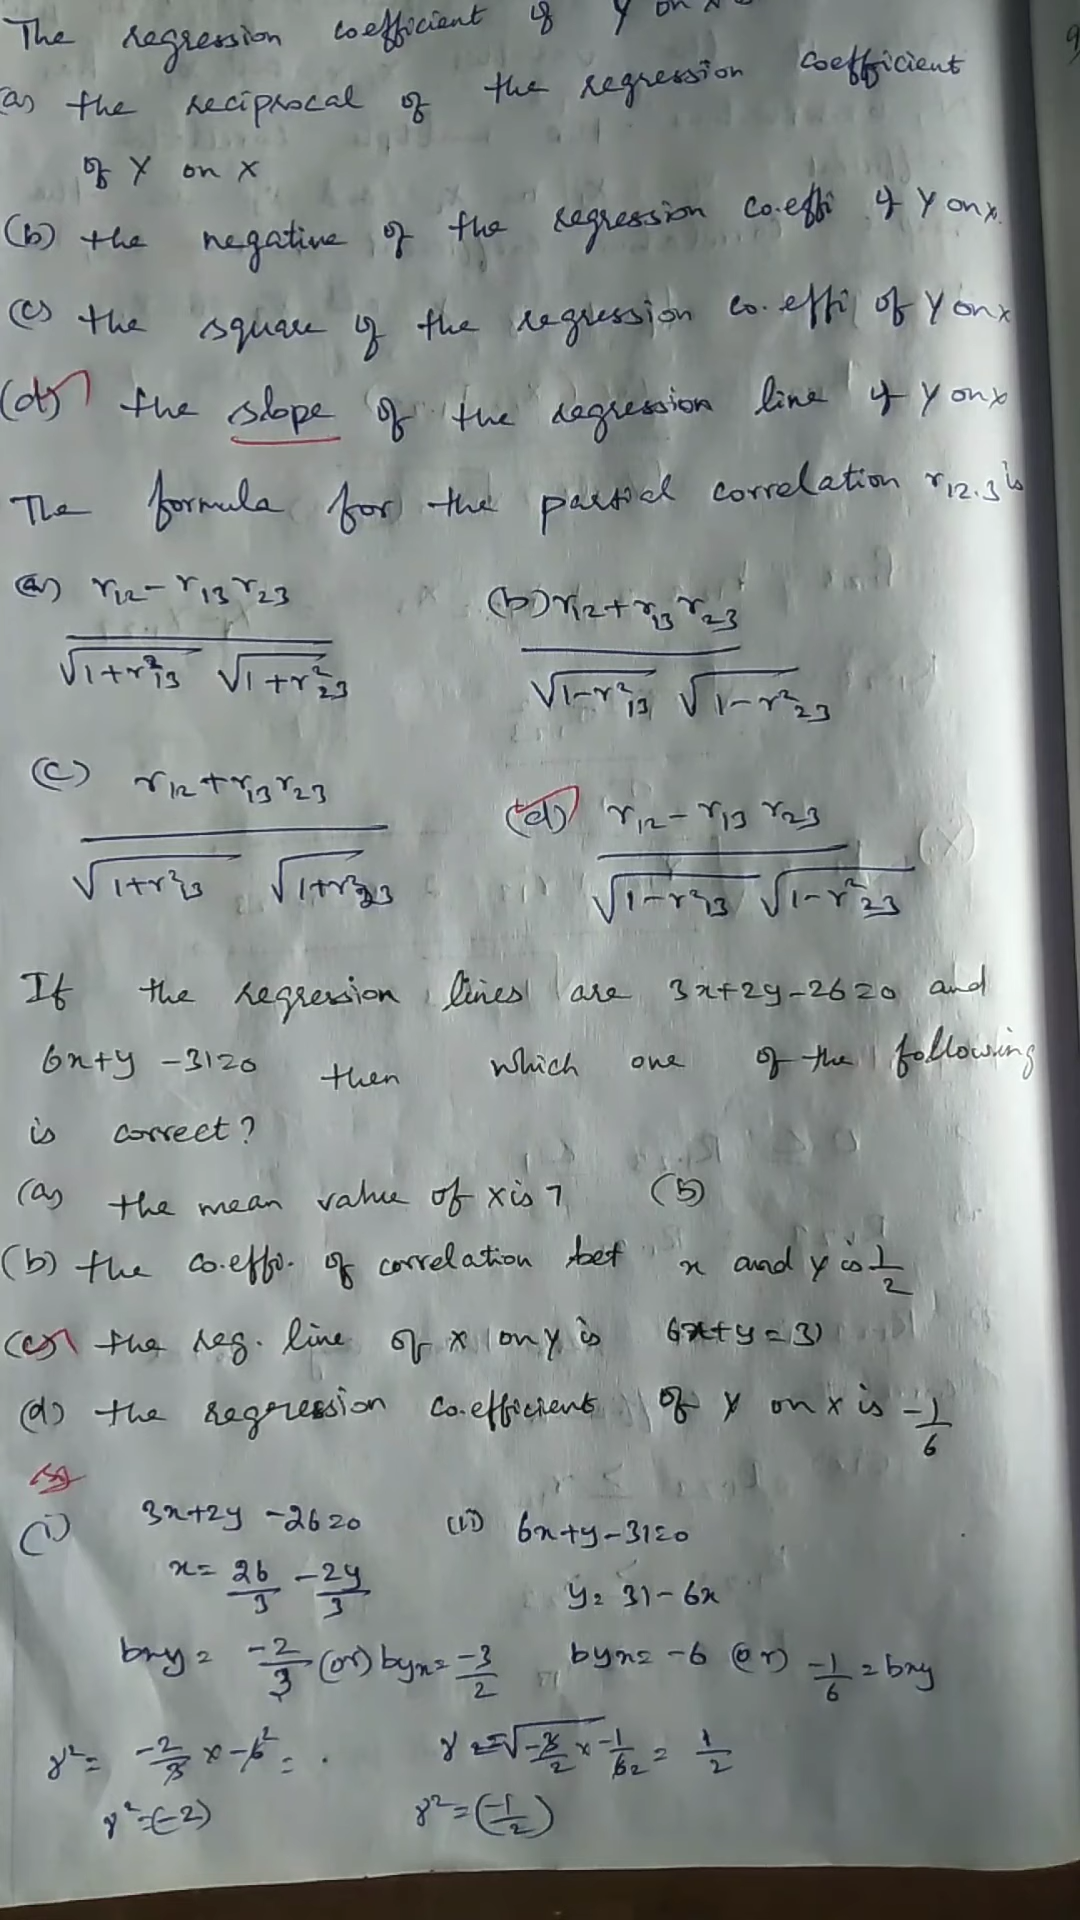 The regression coefficient of Y on X
(a) the reciprocal of the regression coefficient
of Y on X
(b) the negative of the regression co.effi of Y on x.
(c) the square of the regression co.effi of Y on x
(d) the slope of the regression line of Y on x
The formula for the partial correlation r12.3 is
(a) r12 - r13 r23 / √1+r²13 √1+r²23 (b) r12 + r13 r23 / √1-r²13 √1-r²23
(c) r12 + r13 r23 / √1+r²13 √1+r²23 (d) r12 - r13 r23 / √1-r²13 √1-r²23
If the regression lines are 3x+2y-26=0 and
6x+y -31=0 then which one of the following
is correct?
(a) the mean value of x is 7 (5)
(b) the co.effi. of correlation bet x and y is 1/2
(c) the reg. line of x on y is 6x+y=31
(d) the regression co.efficient of y on x is -1/6
(i) 3x+2y-26=0 (ii) 6x+y-31=0
x= 26/3 - 2y/3 y= 31-6x
bxy= -2/3 (or) byx= -3/2 byx= -6 (or) -1/6 = bxy
r²= -2/3 x -6² = . r = √-3/2 x -1/62 = 1/2
r²=(-2) r²=(-1/2)